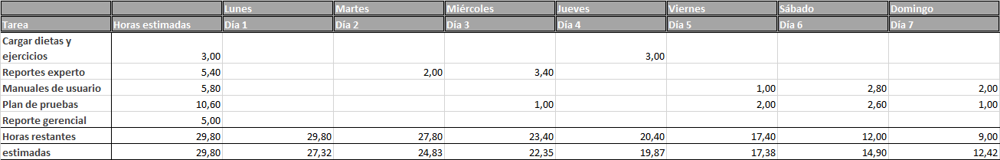 Lunes Martes Miércoles Jueves Viernes Sábado Domingo
Tarea Horas estimadas Día 1 Día 2 Día 3 Día 4 Día 5 Día 6 Día 7
Cargar dietas y
ejercicios 3,00 3,00
Reportes experto 5,40 2,00 3,40
Manuales de usuario 5,80 1,00 2,80 2,00
Plan de pruebas 10,60 1,00 2,00 2,60 1,00
Reporte gerencial 5,00
Horas restantes 29,80 29,80 27,80 23,40 20,40 17,40 12,00 9,00
estimadas 29,80 27,32 24,83 22,35 19,87 17,38 14,90 12,42